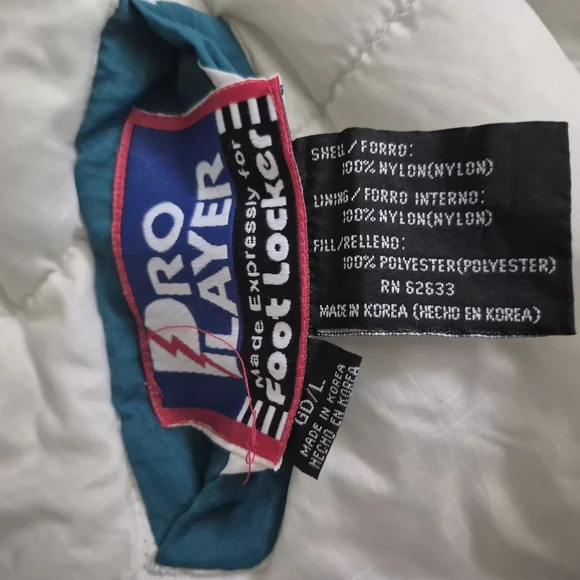 PRO
PLAYER
Made Expressly for
Foot Locker
SHELL/FORRO:
100% NYLON(NYLON)
LINING/FORRO INTERNO:
100% NYLON(NYLON)
FILL/RELLENO:
100% POLYESTER(POLYESTER)
RN 62633
MADE IN KOREA (HECHO EN KOREA)
GD/L
MADE IN KOREA
HECHO EN KOREA